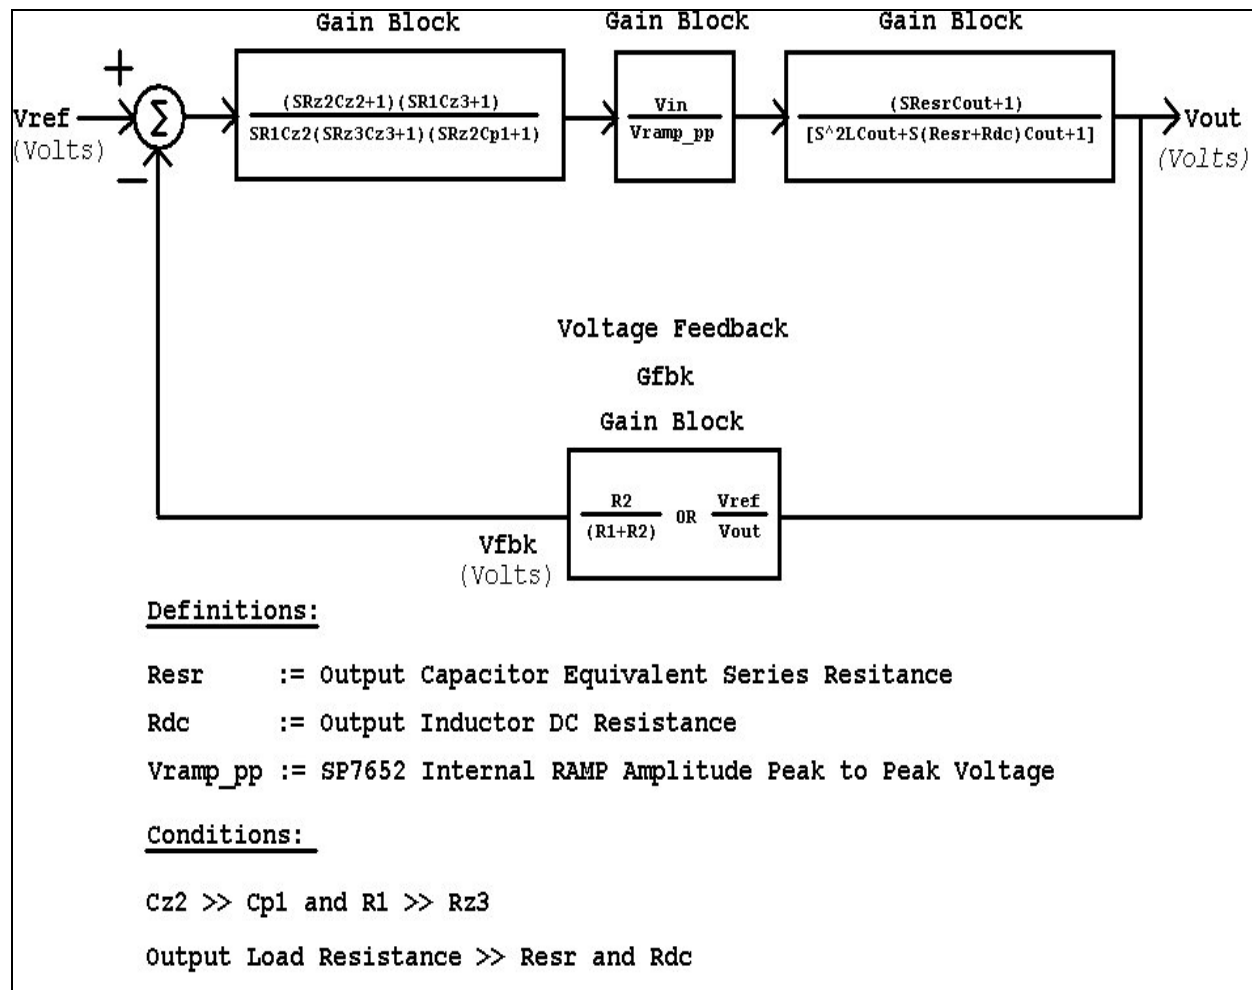 Gain Block Gain Block Gain Block
+
Vref
(Volts)
Σ
−
(SRz2Cz2+1)(SR1Cz3+1)
SR1Cz2(SRz3Cz3+1)(SRz2Cp1+1)
Vin
Vramp_pp
(SResrCout+1)
[S^2LCout+S(Resr+Rdc)Cout+1]
Vout
(Volts)
Voltage Feedback
Gfbk
Gain Block
R2
(R1+R2)
OR
Vref
Vout
Vfbk
(Volts)
Definitions:
Resr := Output Capacitor Equivalent Series Resitance
Rdc := Output Inductor DC Resistance
Vramp_pp := SP7652 Internal RAMP Amplitude Peak to Peak Voltage
Conditions:
Cz2 >> Cp1 and R1 >> Rz3
Output Load Resistance >> Resr and Rdc